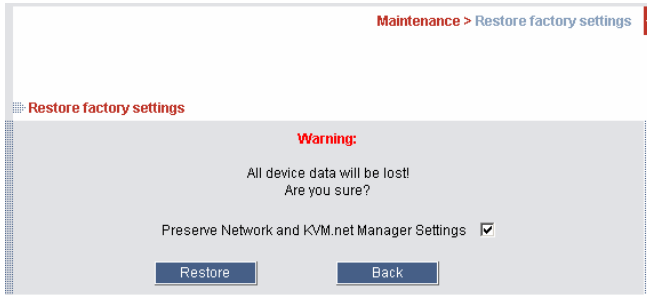 Maintenance > Restore factory settings
Restore factory settings
Warning:
All device data will be lost!
Are you sure?
Preserve Network and KVM.net Manager Settings
Restore
Back